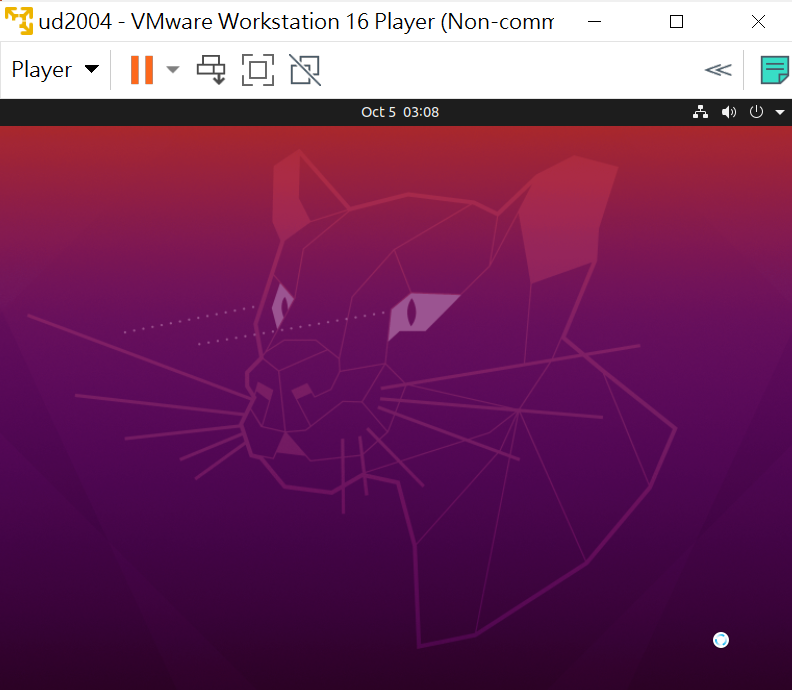 ud2004 - VMware Workstation 16 Player (Non-comm
Player
Oct 5 03:08